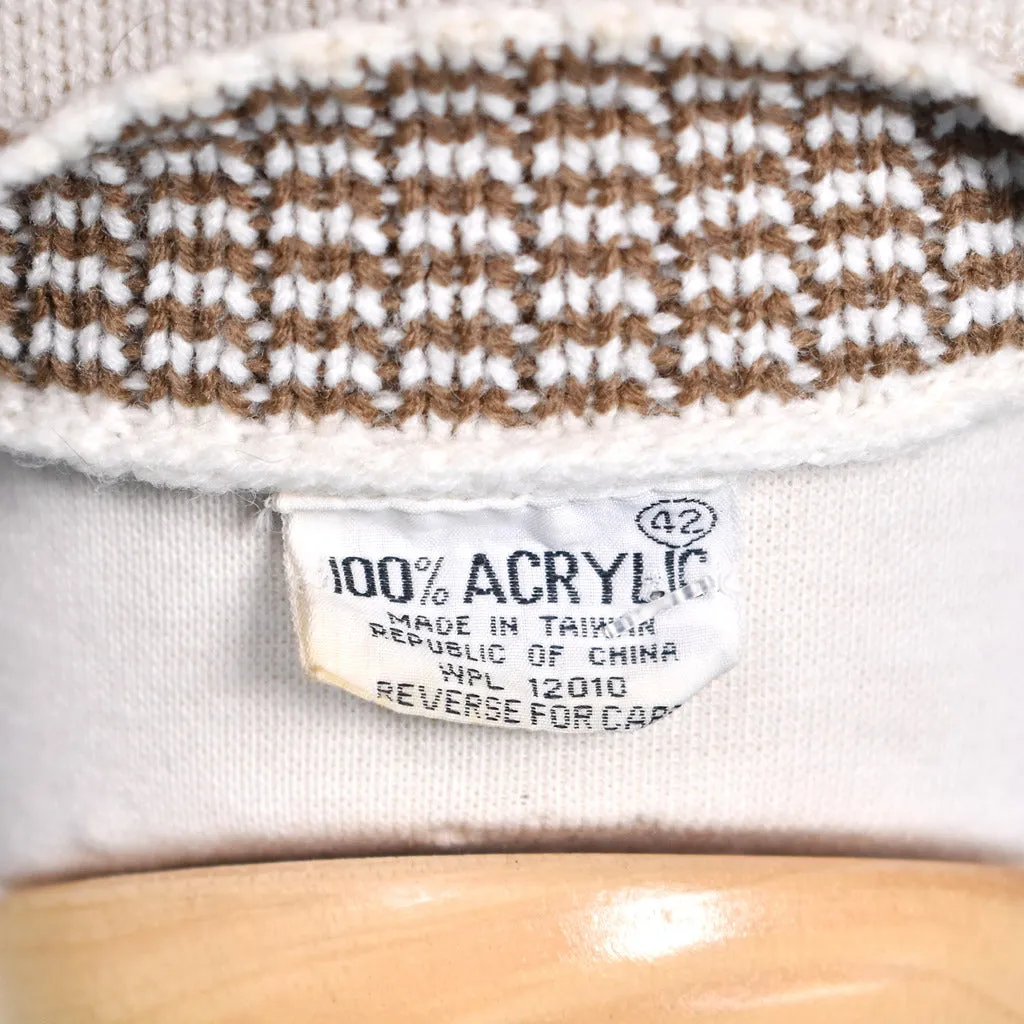 42
100% ACRYLIC
MADE IN TAIWAN
REPUBLIC OF CHINA
WPL 12010
REVERSE FOR CARE